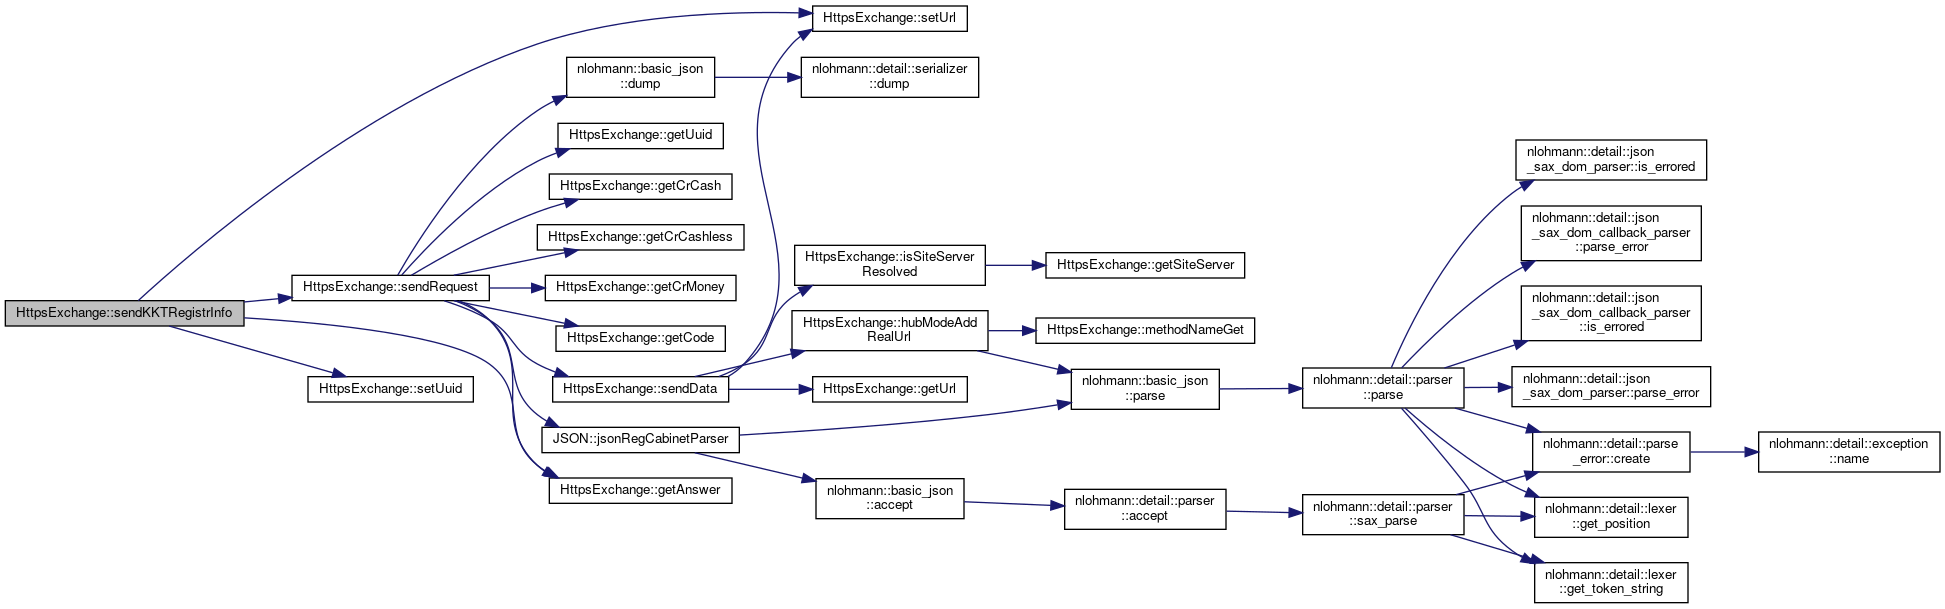 HttpsExchange::sendKKTRegistrInfo
HttpsExchange::setUrl
HttpsExchange::sendRequest
HttpsExchange::setUuid
nlohmann::basic_json
::dump
HttpsExchange::getUuid
HttpsExchange::getCrCash
HttpsExchange::getCrCashless
HttpsExchange::getCrMoney
HttpsExchange::getCode
HttpsExchange::sendData
JSON::jsonRegCabinetParser
HttpsExchange::getAnswer
nlohmann::detail::serializer
::dump
HttpsExchange::isSiteServer
Resolved
HttpsExchange::hubModeAdd
RealUrl
HttpsExchange::getUrl
nlohmann::basic_json
::accept
HttpsExchange::getSiteServer
HttpsExchange::methodNameGet
nlohmann::basic_json
::parse
nlohmann::detail::parser
::accept
nlohmann::detail::parser
::parse
nlohmann::detail::parser
::sax_parse
nlohmann::detail::json
_sax_dom_parser::is_errored
nlohmann::detail::json
_sax_dom_callback_parser
::parse_error
nlohmann::detail::json
_sax_dom_callback_parser
::is_errored
nlohmann::detail::json
_sax_dom_parser::parse_error
nlohmann::detail::parse
_error::create
nlohmann::detail::lexer
::get_position
nlohmann::detail::lexer
::get_token_string
nlohmann::detail::exception
::name